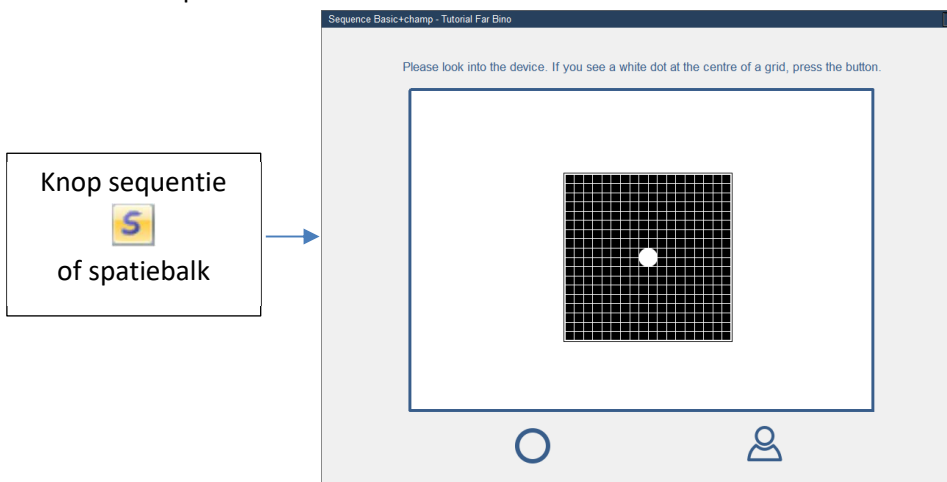 Sequence Basic+champ - Tutorial Far Bino
Please look into the device. If you see a white dot at the centre of a grid, press the button.
Knop sequentie
S
of spatiebalk